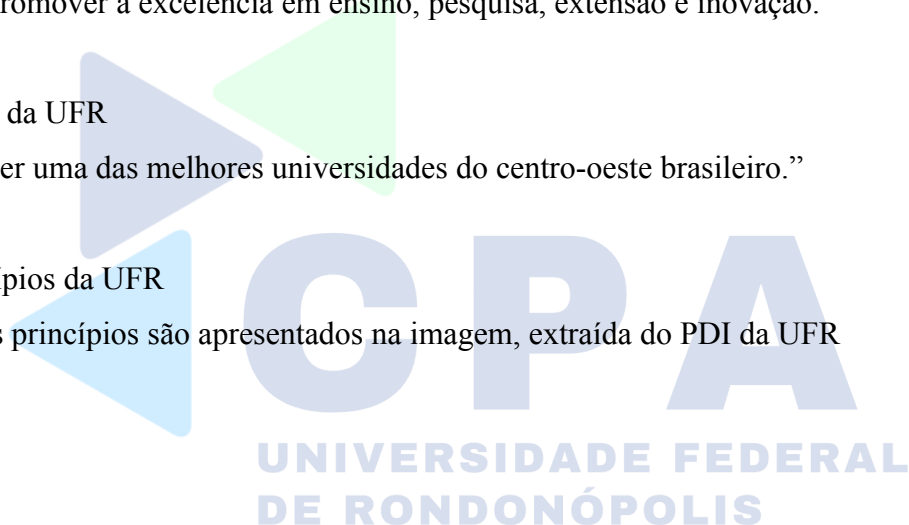 romover a excelência em ensino, pesquisa, extensão e inovação.
da UFR
er uma das melhores universidades do centro-oeste brasileiro.”
ípios da UFR
s princípios são apresentados na imagem, extraída do PDI da UFR
CPA
UNIVERSIDADE FEDERAL
DE RONDONÓPOLIS